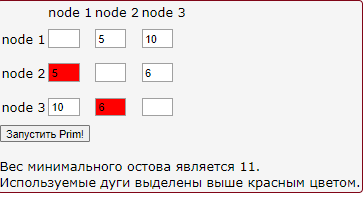 node 1 node 2 node 3
node 1 5 10
node 2 5 6
node 3 10 6
Запустить Prim!
Вес минимального остова является 11.
Используемые дуги выделены выше красным цветом.